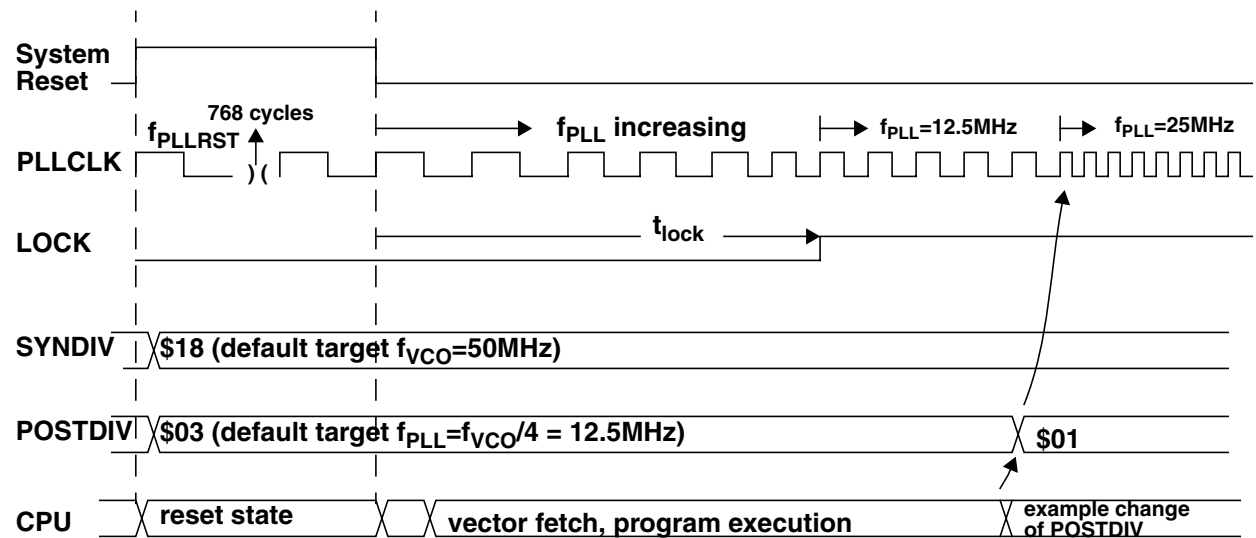 System
Reset
768 cycles
fPLLRST
fPLL increasing
fPLL=12.5MHz
fPLL=25MHz
PLLCLK
) (
LOCK
tlock
SYNDIV
$18 (default target fVCO=50MHz)
POSTDIV
$03 (default target fPLL=fVCO/4 = 12.5MHz)
$01
CPU
reset state
vector fetch, program execution
example change
of POSTDIV